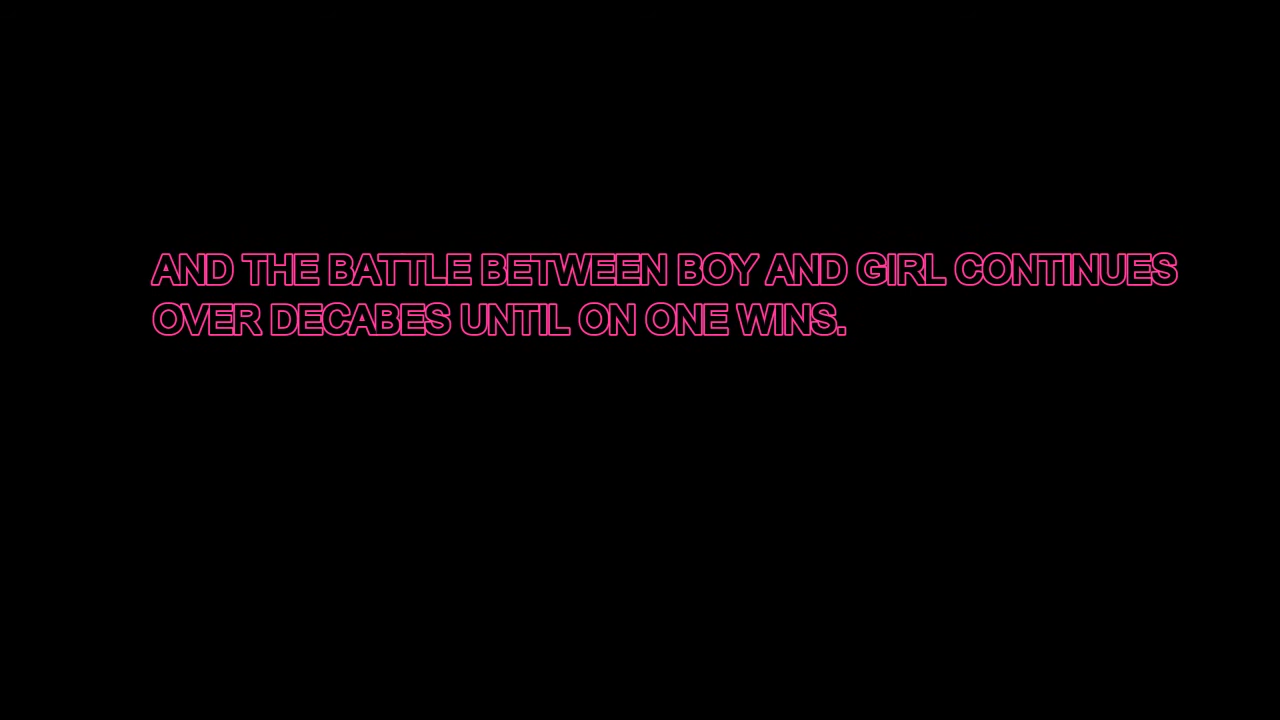 AND THE BATTLE BETWEEN BOY AND GIRL CONTINUES
OVER DECABES UNTIL ON ONE WINS.